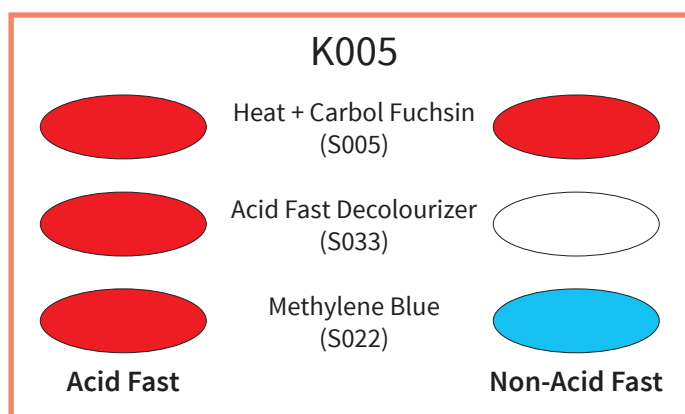 K005
Heat + Carbol Fuchsin
(S005)
Acid Fast Decolourizer
(S033)
Methylene Blue
(S022)
Acid Fast
Non-Acid Fast